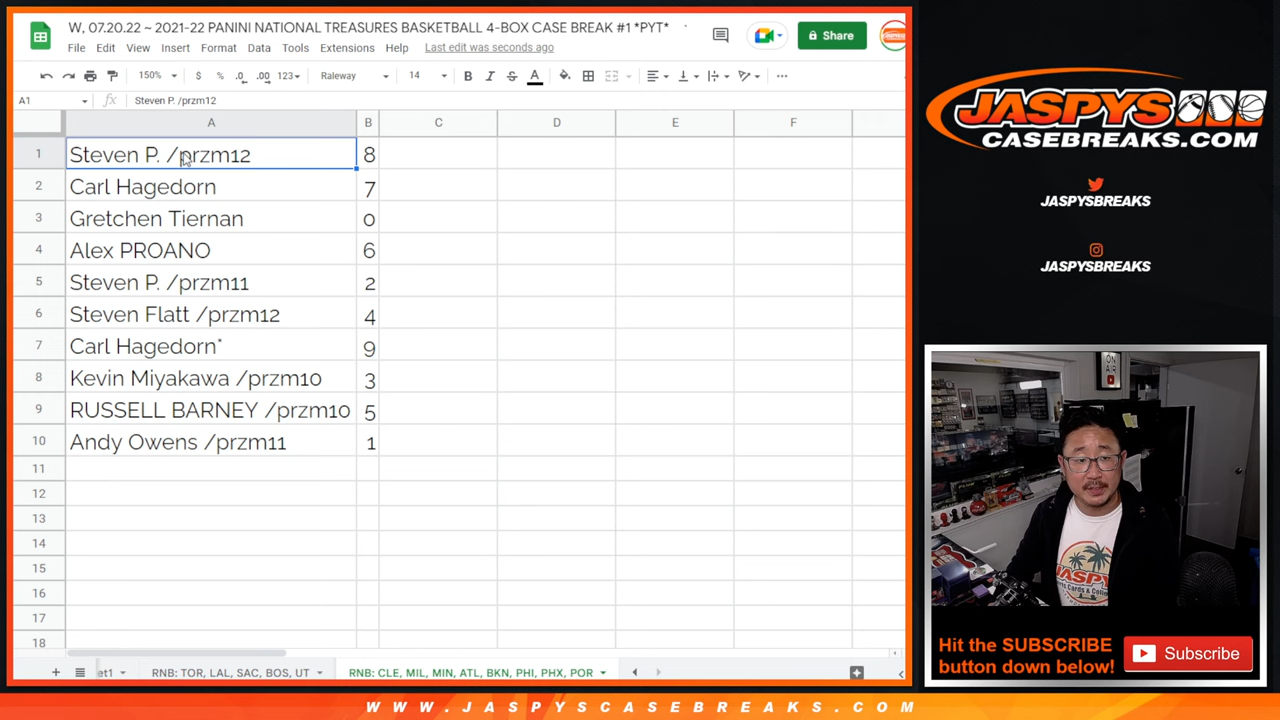 W, 07.20.22 ~ 2021-22 PANINI NATIONAL TREASURES BASKETBALL 4-BOX CASE BREAK #1 *PYT*
File Edit View Insert Format Data Tools Extensions Help Last edit was seconds ago
Share
150% $ % .0 .00 123 Raleway 14 B I S A
A1 fx Steven P. /przm12
A B C D E F
1 Steven P. /przm12 8
2 Carl Hagedorn 7
3 Gretchen Tiernan 0
4 Alex PROANO 6
5 Steven P. /przm11 2
6 Steven Flatt /przm12 4
7 Carl Hagedorn* 9
8 Kevin Miyakawa /przm10 3
9 RUSSELL BARNEY /przm10 5
10 Andy Owens /przm11 1
11
12
13
14
15
16
17
18
et1 RNB: TOR, LAL, SAC, BOS, UT RNB: CLE, MIL, MIN, ATL, BKN, PHI, PHX, POR
JASPYS
CASEBREAKS.COM
JASPYSBREAKS
JASPYSBREAKS
ON
AIR
JASPYS
Hit the SUBSCRIBE
button down below!
Subscribe
WWW.JASPYSCASEBREAKS.COM